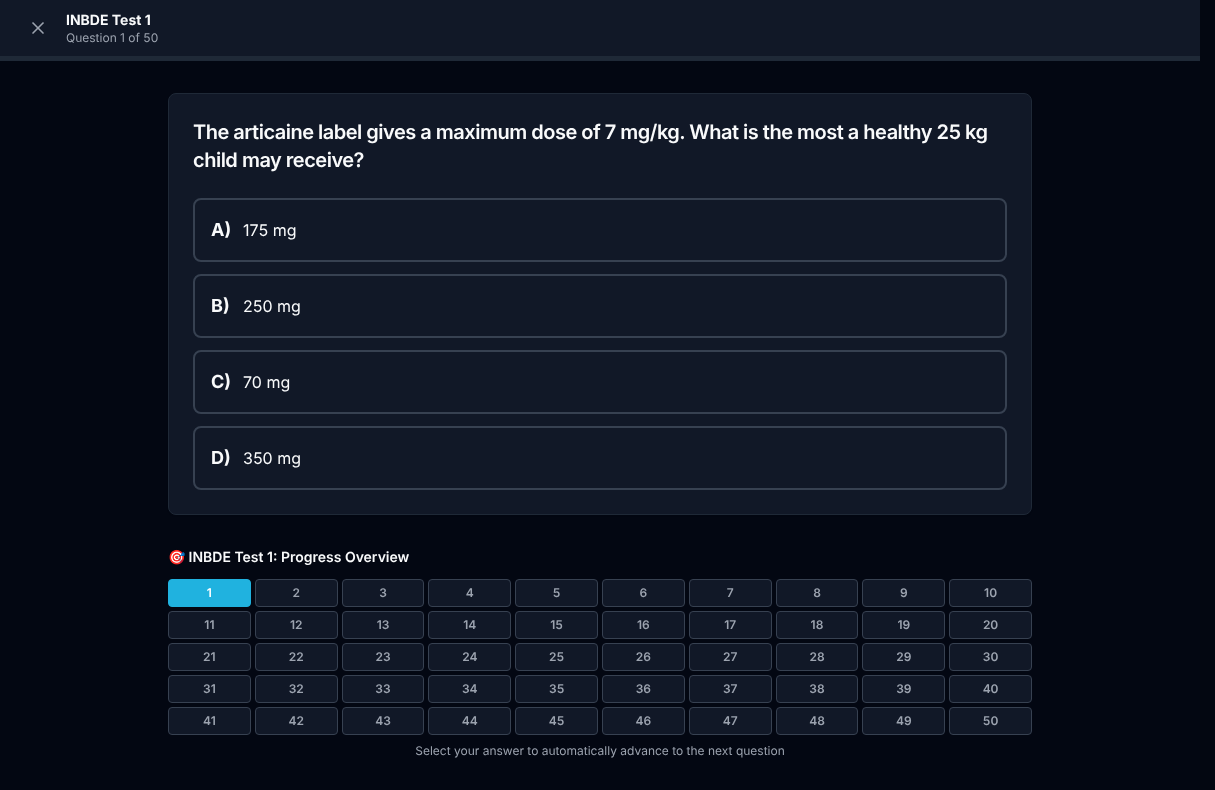 INBDE Test 1
Question 1 of 50
The articaine label gives a maximum dose of 7 mg/kg. What is the most a healthy 25 kg
child may receive?
A) 175 mg
B) 250 mg
C) 70 mg
D) 350 mg
🎯 INBDE Test 1: Progress Overview
1 2 3 4 5 6 7 8 9 10
11 12 13 14 15 16 17 18 19 20
21 22 23 24 25 26 27 28 29 30
31 32 33 34 35 36 37 38 39 40
41 42 43 44 45 46 47 48 49 50
Select your answer to automatically advance to the next question